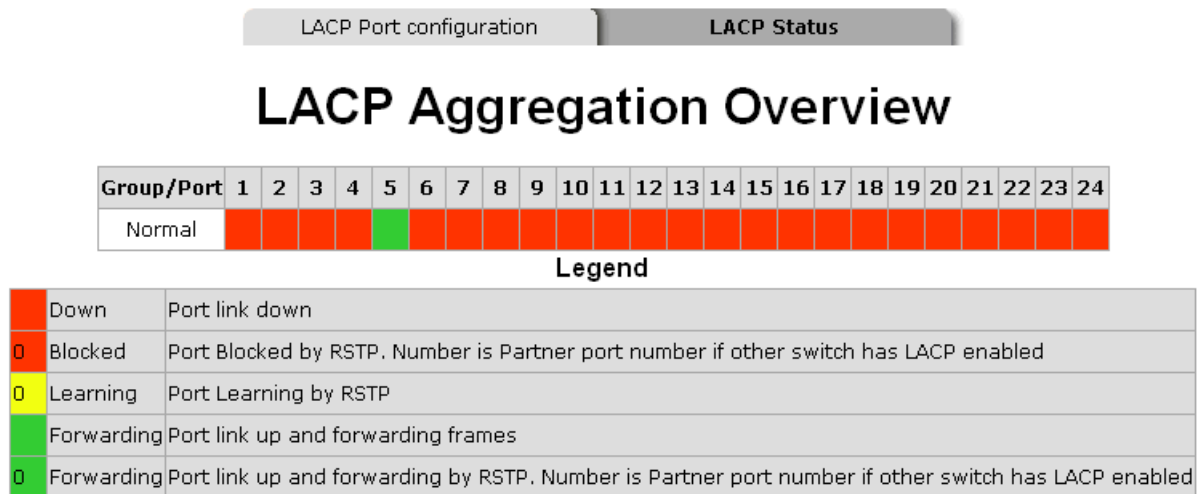 LACP Port configuration LACP Status
LACP Aggregation Overview
Group/Port 1 2 3 4 5 6 7 8 9 10 11 12 13 14 15 16 17 18 19 20 21 22 23 24
Normal
Legend
Down Port link down
0 Blocked Port Blocked by RSTP. Number is Partner port number if other switch has LACP enabled
0 Learning Port Learning by RSTP
Forwarding Port link up and forwarding frames
0 Forwarding Port link up and forwarding by RSTP. Number is Partner port number if other switch has LACP enabled